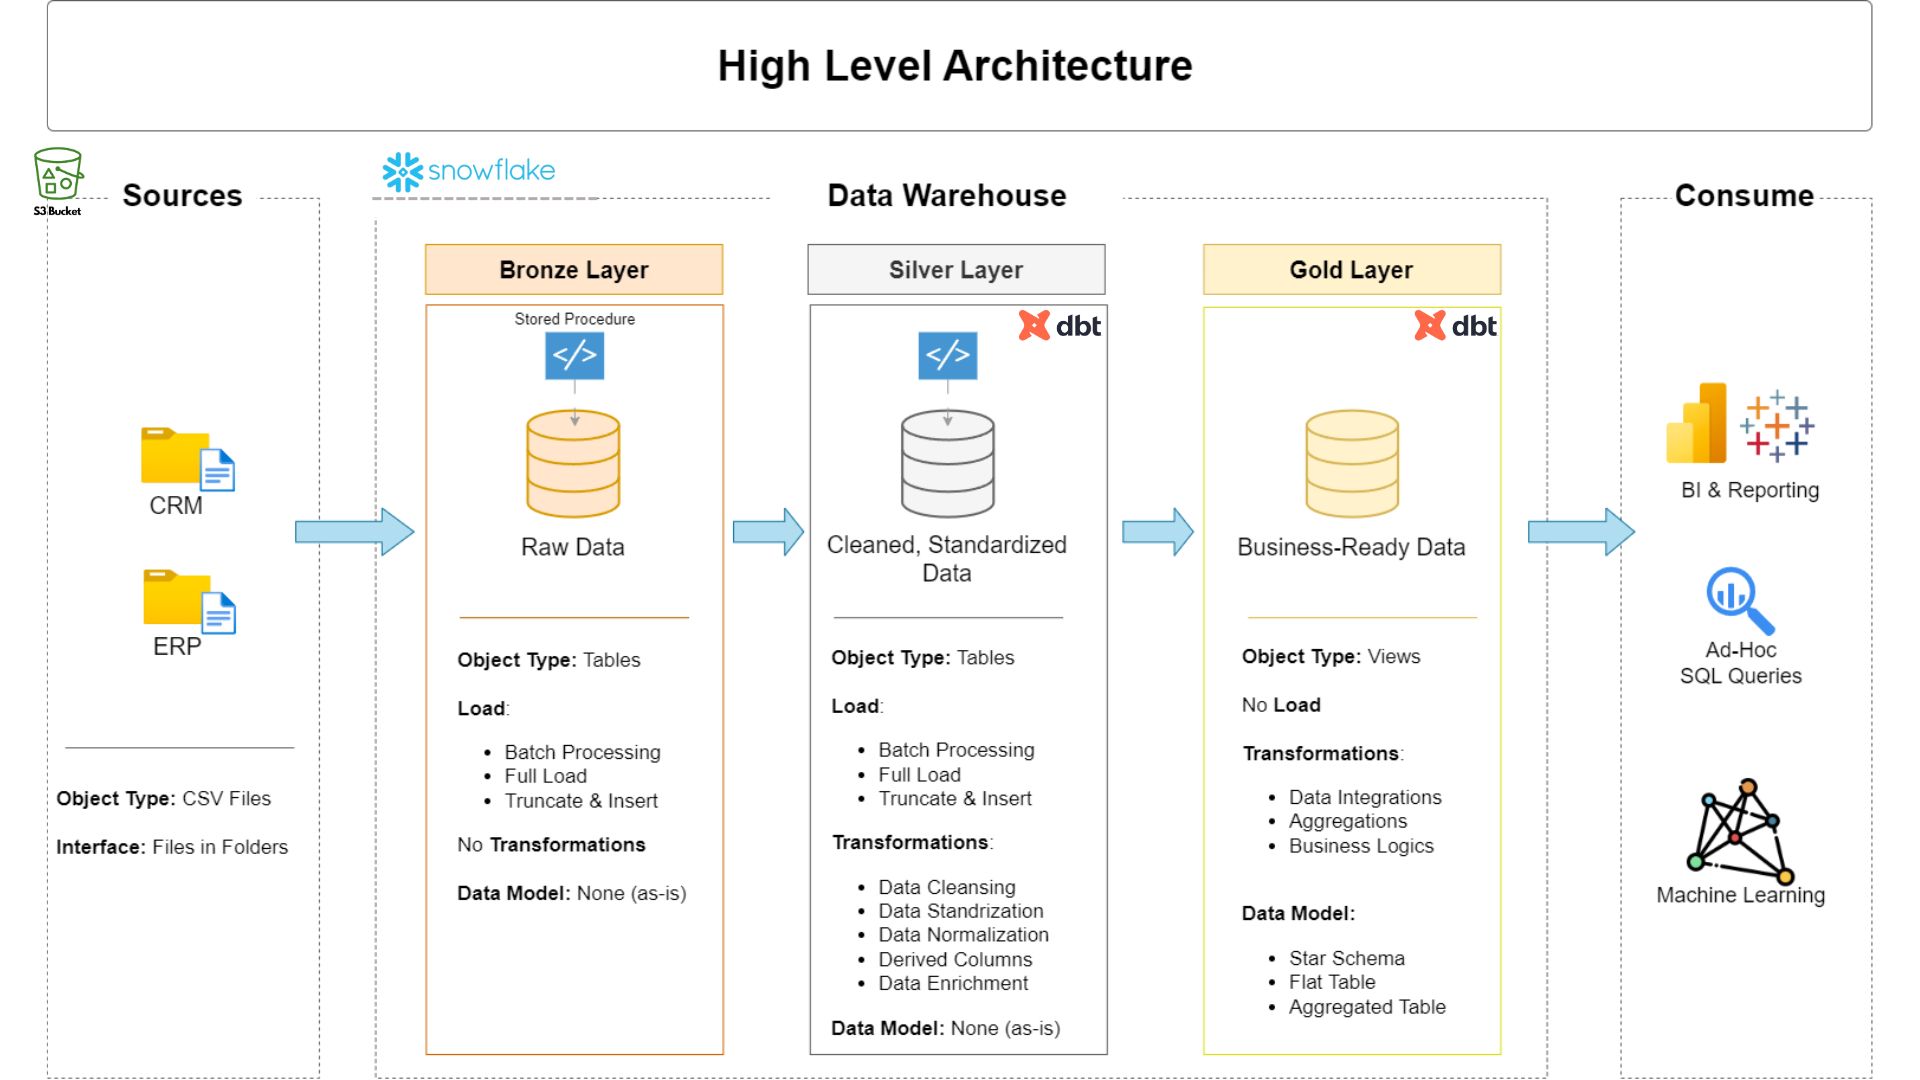 High Level Architecture
S3 Bucket
Sources
CRM
ERP
Object Type: CSV Files
Interface: Files in Folders
snowflake
Data Warehouse
Bronze Layer
Stored Procedure
</>
Raw Data
Object Type: Tables
Load:
• Batch Processing
• Full Load
• Truncate & Insert
No Transformations
Data Model: None (as-is)
Silver Layer
dbt
</>
Cleaned, Standardized
Data
Object Type: Tables
Load:
• Batch Processing
• Full Load
• Truncate & Insert
Transformations:
• Data Cleansing
• Data Standrization
• Data Normalization
• Derived Columns
• Data Enrichment
Data Model: None (as-is)
Gold Layer
dbt
Business-Ready Data
Object Type: Views
No Load
Transformations:
• Data Integrations
• Aggregations
• Business Logics
Data Model:
• Star Schema
• Flat Table
• Aggregated Table
Consume
BI & Reporting
Ad-Hoc
SQL Queries
Machine Learning